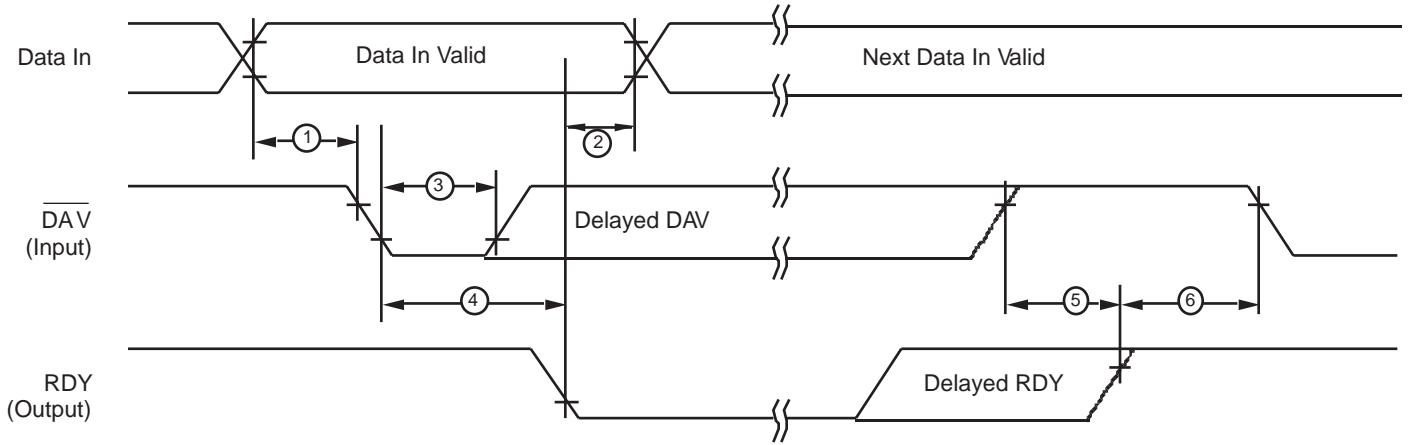 Data In
Data In Valid
Next Data In Valid
1
2
3
DAV
(Input)
Delayed DAV
4
5
6
RDY
(Output)
Delayed RDY